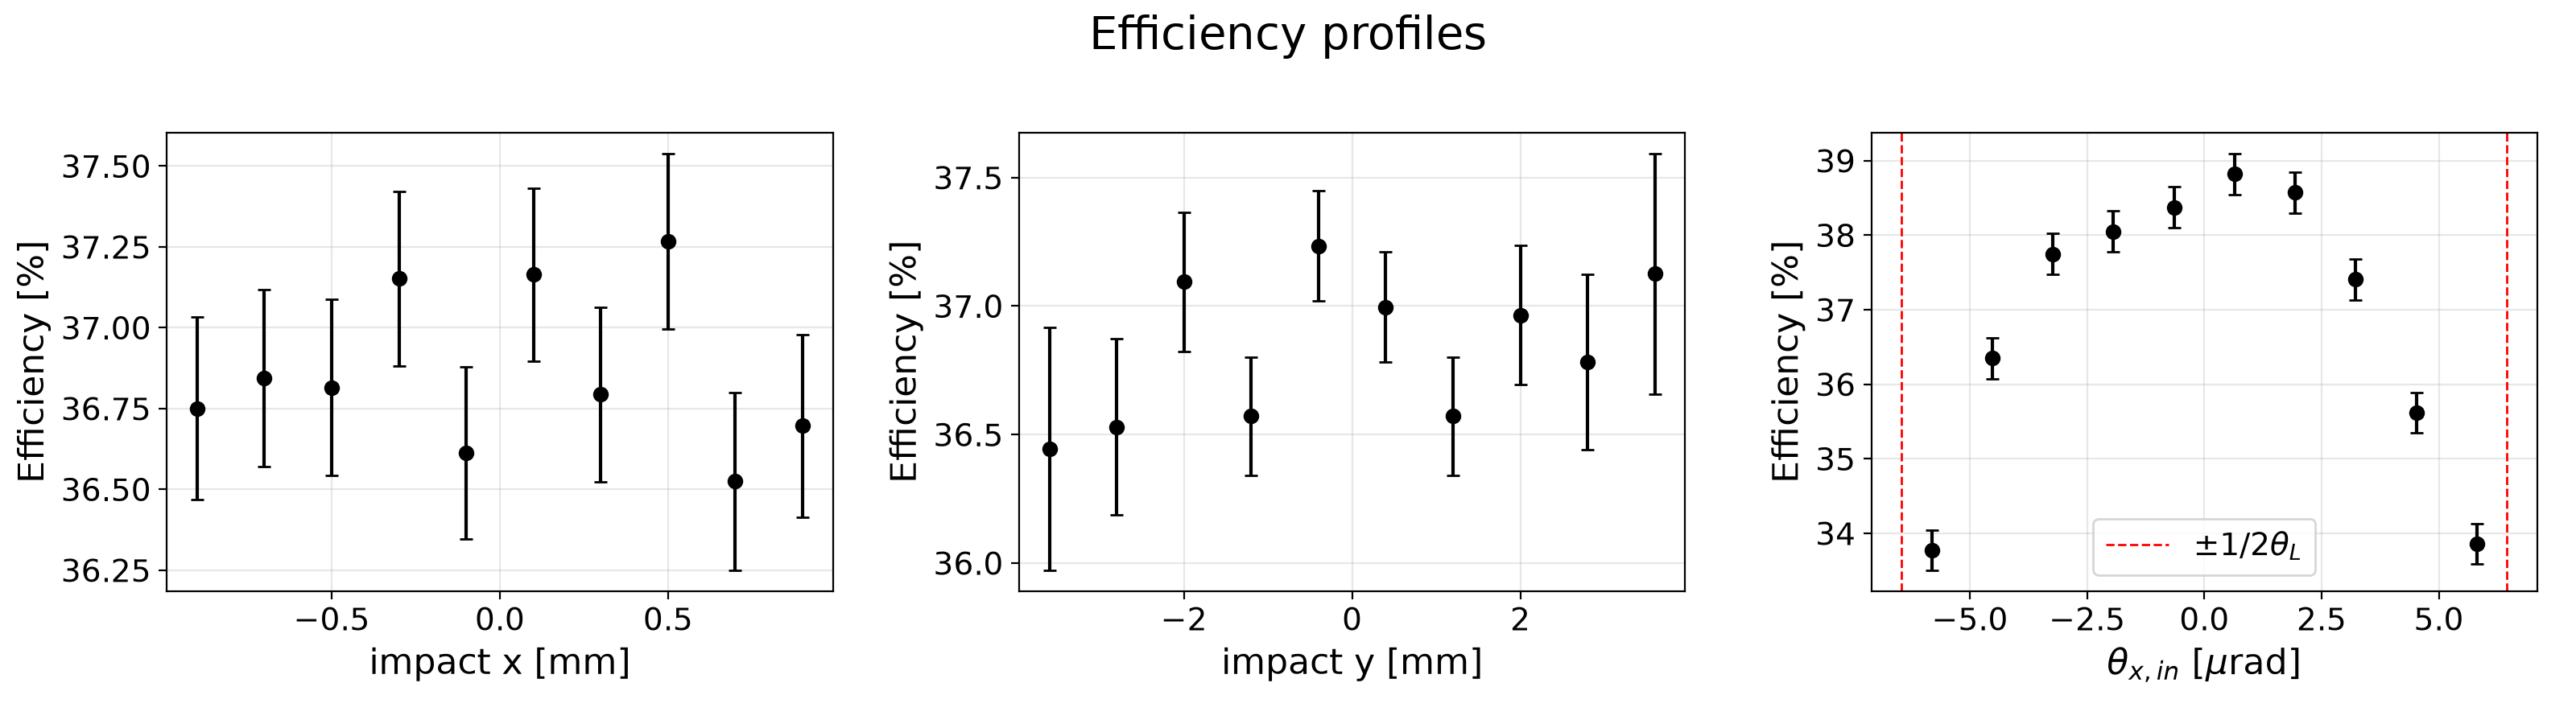 Efficiency profiles
Efficiency [%]
37.50
37.25
37.00
36.75
36.50
36.25
−0.5 0.0 0.5
impact x [mm]
Efficiency [%]
37.5
37.0
36.5
36.0
−2 0 2
impact y [mm]
Efficiency [%]
39
38
37
36
35
34
±1/2θ_L
−5.0 −2.5 0.0 2.5 5.0
θ_{x, in} [μrad]